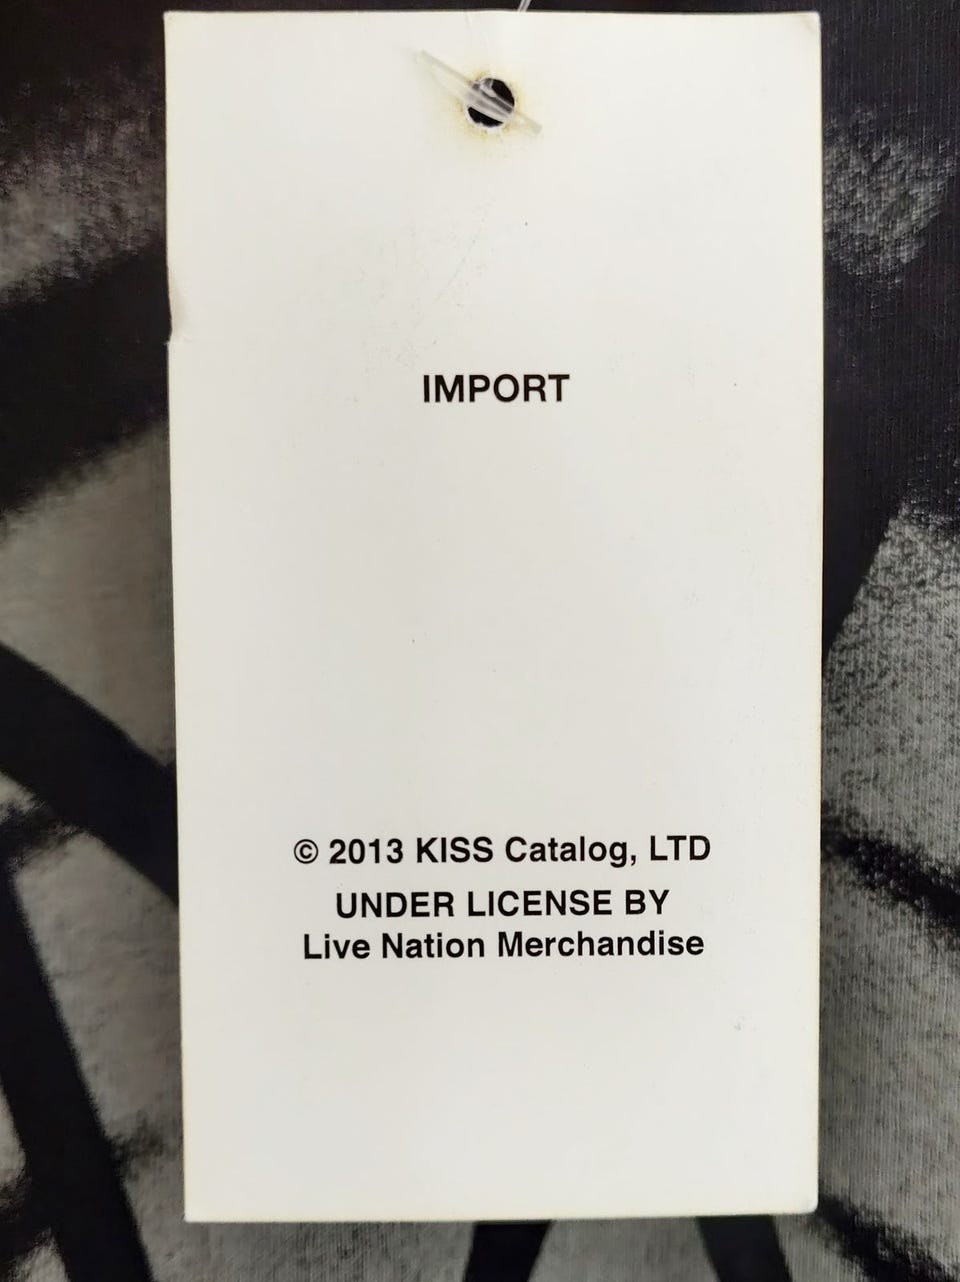 IMPORT
© 2013 KISS Catalog, LTD
UNDER LICENSE BY
Live Nation Merchandise